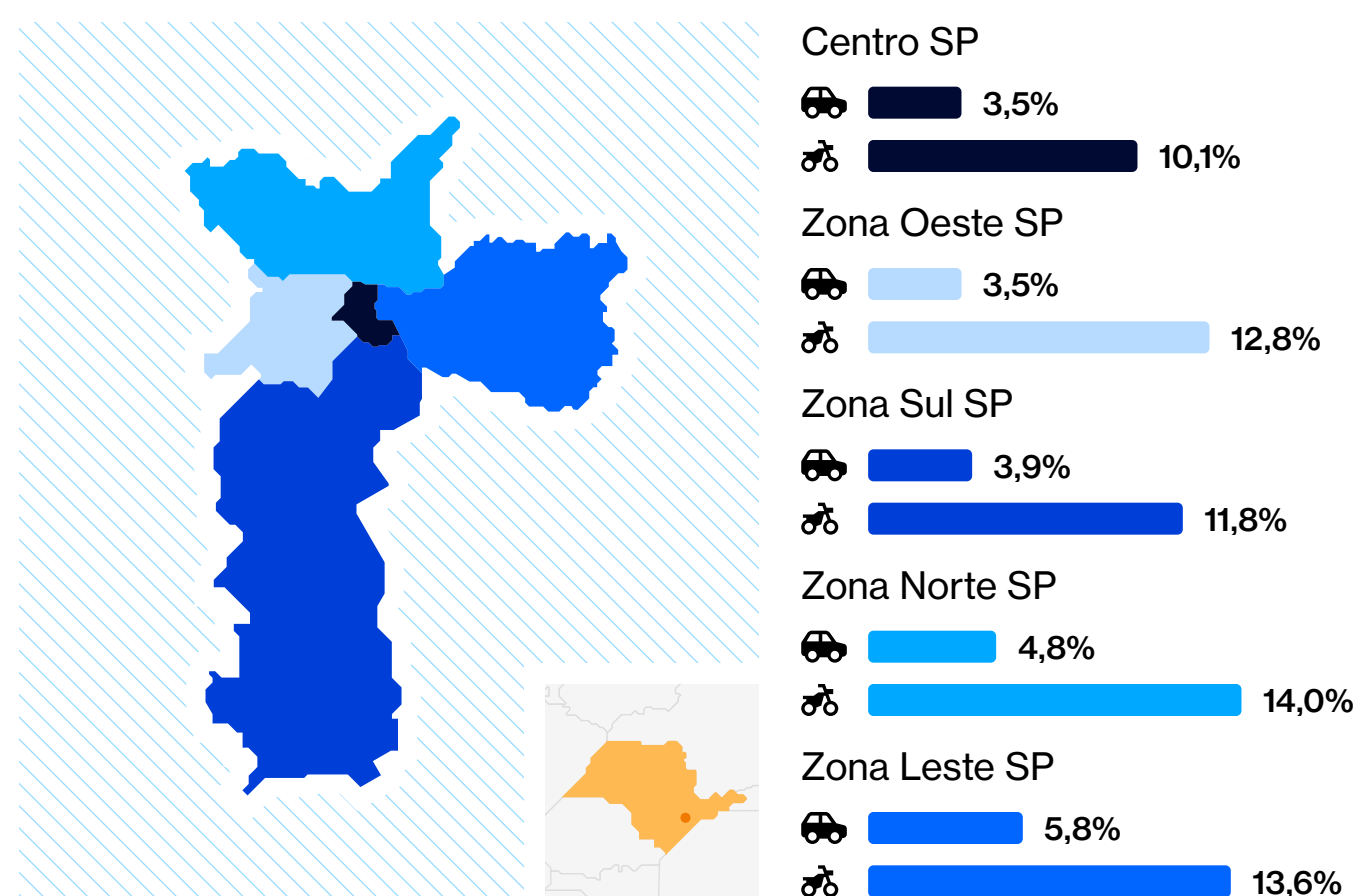 Centro SP
3,5%
10,1%
Zona Oeste SP
3,5%
12,8%
Zona Sul SP
3,9%
11,8%
Zona Norte SP
4,8%
14,0%
Zona Leste SP
5,8%
13,6%